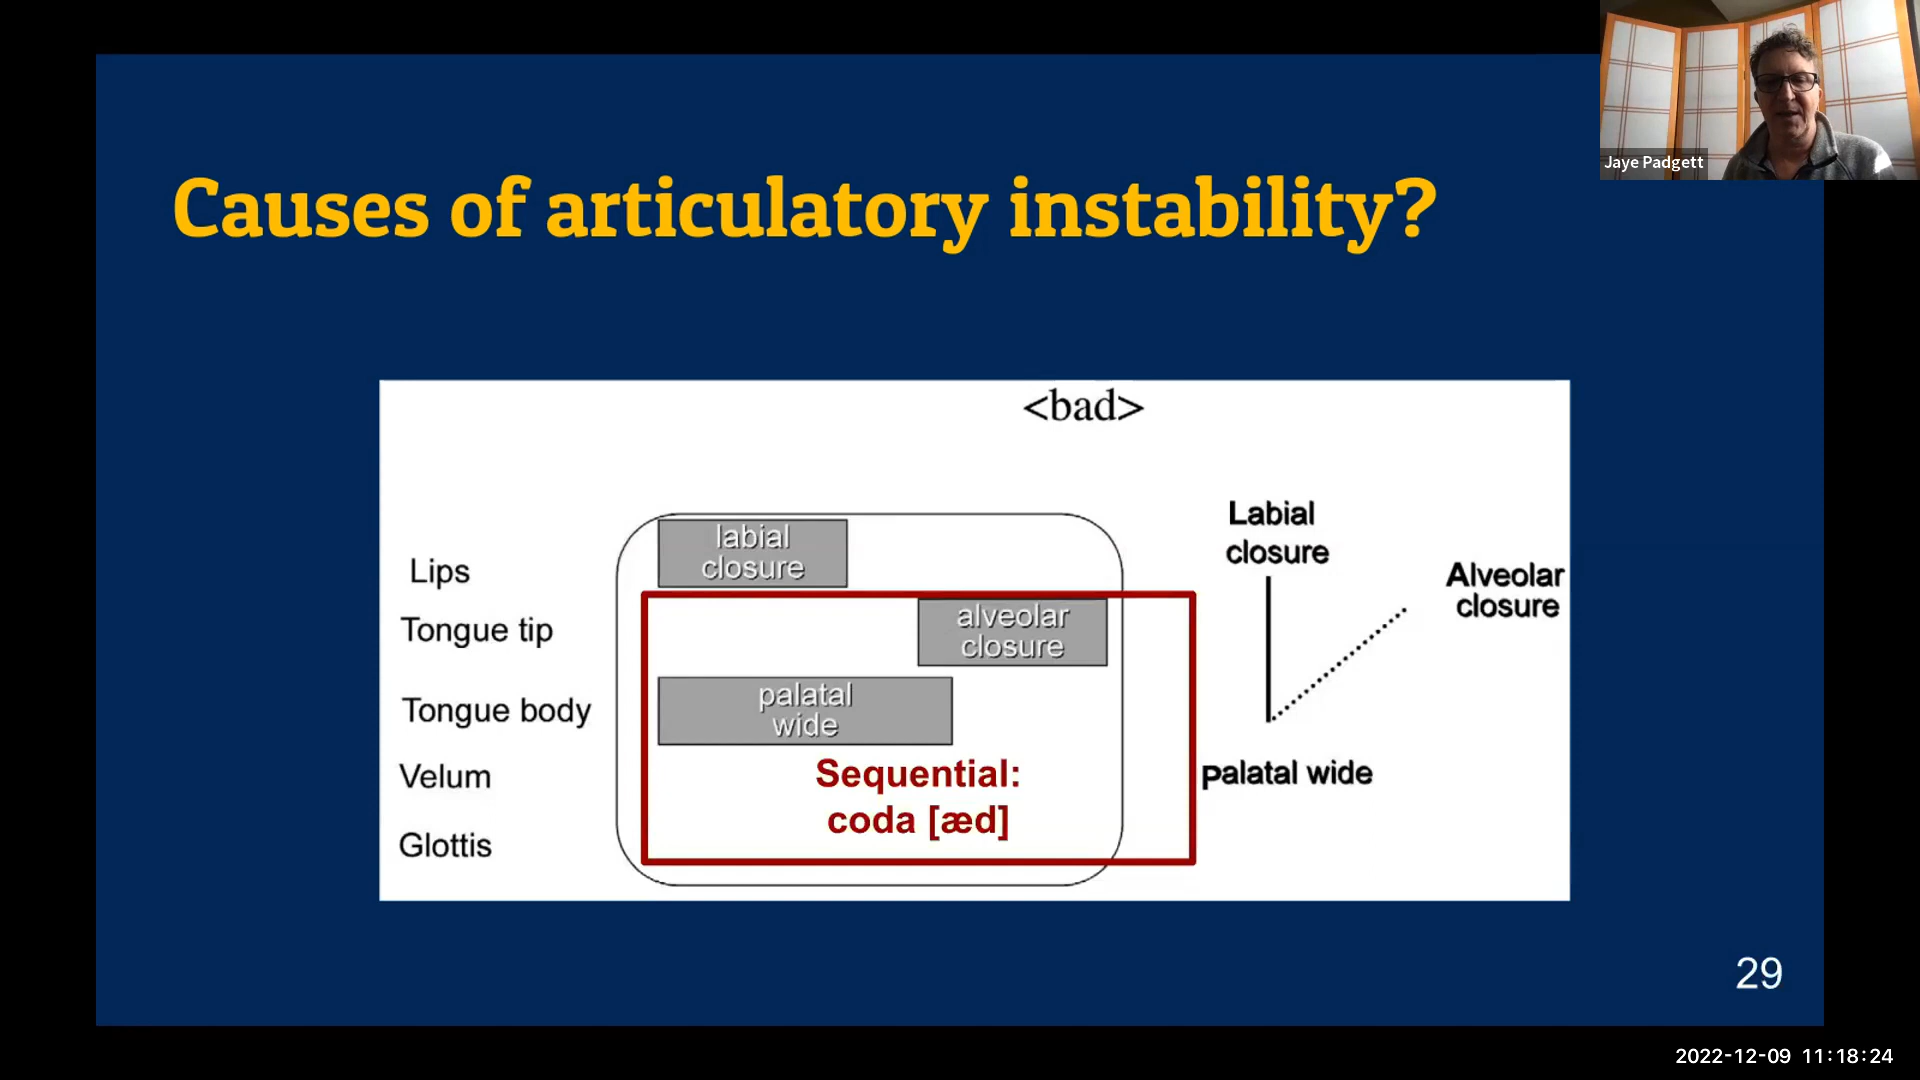 Jaye Padgett
Causes of articulatory instability?
<bad>
labial
closure
Labial
closure
Lips
Alveolar
closure
alveolar
closure
Tongue tip
palatal
wide
Tongue body
Sequential:
coda [æd]
Velum
palatal wide
Glottis
29
2022-12-09 11:18:24